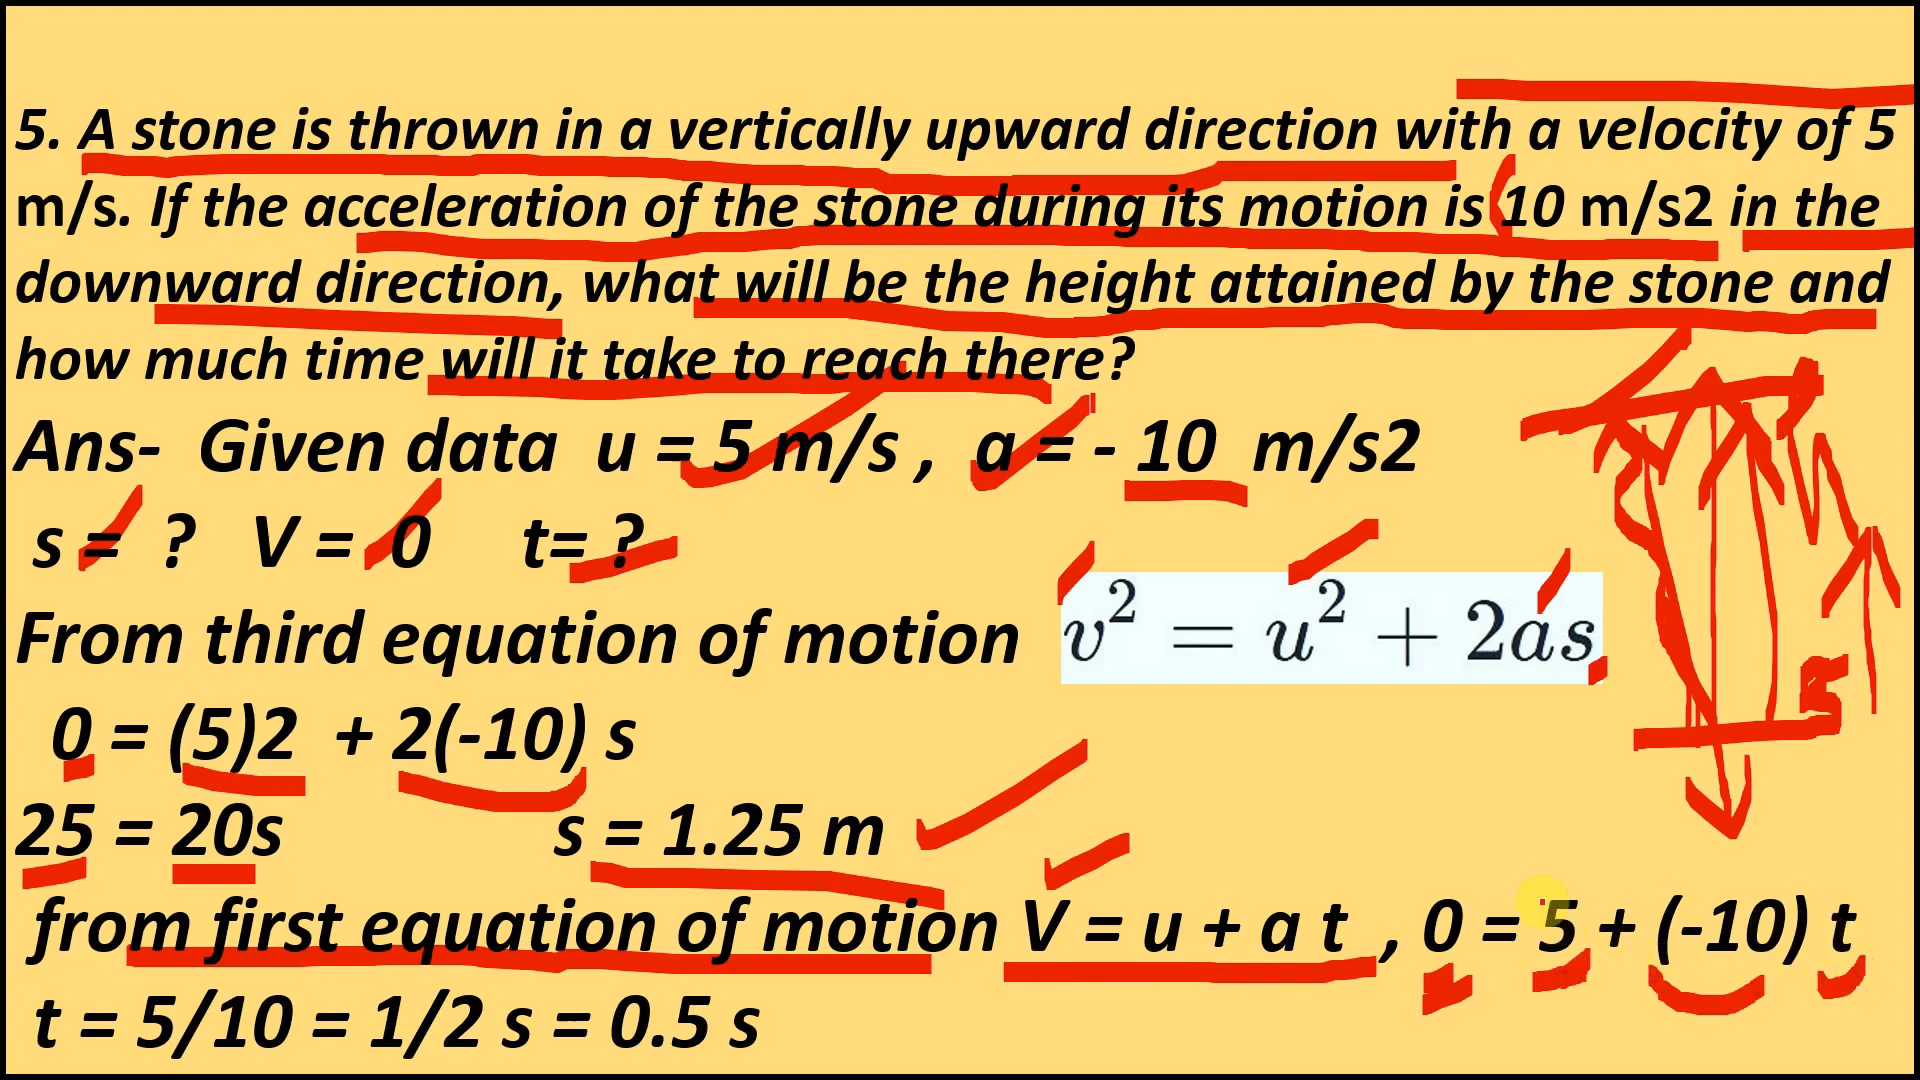 5. A stone is thrown in a vertically upward direction with a velocity of 5
m/s. If the acceleration of the stone during its motion is 10 m/s2 in the
downward direction, what will be the height attained by the stone and
how much time will it take to reach there?
Ans- Given data u = 5 m/s , a = - 10 m/s2
s = ? V = 0 t= ?
From third equation of motion v² = u² + 2as
0 = (5)2 + 2(-10) s
25 = 20s s = 1.25 m
from first equation of motion V = u + a t , 0 = 5 + (-10) t
t = 5/10 = 1/2 s = 0.5 s